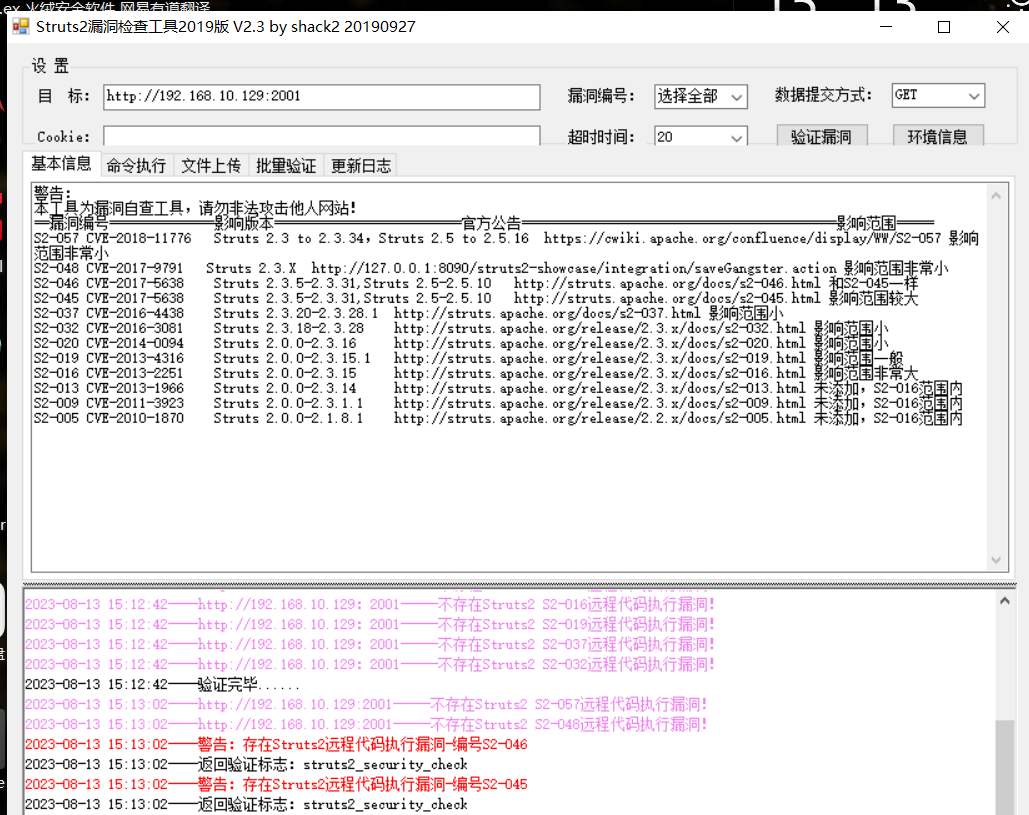 .ex 火绒安全软件 网易有道翻译
Struts2漏洞检查工具2019版 V2.3 by shack2 20190927
设 置
目 标: http://192.168.10.129:2001 漏洞编号: 选择全部 数据提交方式: GET
Cookie: 超时时间: 20 验证漏洞 环境信息
基本信息 命令执行 文件上传 批量验证 更新日志
警告:
本工具为漏洞自查工具，请勿非法攻击他人网站!
══漏洞编号══════════影响版本══════════════════官方公告══════════════════════════════影响范围════
S2-057 CVE-2018-11776 Struts 2.3 to 2.3.34，Struts 2.5 to 2.5.16 https://cwiki.apache.org/confluence/display/WW/S2-057 影响
范围非常小
S2-048 CVE-2017-9791 Struts 2.3.X http://127.0.0.1:8090/struts2-showcase/integration/saveGangster.action 影响范围非常小
S2-046 CVE-2017-5638 Struts 2.3.5-2.3.31,Struts 2.5-2.5.10 http://struts.apache.org/docs/s2-046.html 和S2-045一样
S2-045 CVE-2017-5638 Struts 2.3.5-2.3.31,Struts 2.5-2.5.10 http://struts.apache.org/docs/s2-045.html 影响范围较大
S2-037 CVE-2016-4438 Struts 2.3.20-2.3.28.1 http://struts.apache.org/docs/s2-037.html 影响范围小
S2-032 CVE-2016-3081 Struts 2.3.18-2.3.28 http://struts.apache.org/release/2.3.x/docs/s2-032.html 影响范围小
S2-020 CVE-2014-0094 Struts 2.0.0-2.3.16 http://struts.apache.org/release/2.3.x/docs/s2-020.html 影响范围小
S2-019 CVE-2013-4316 Struts 2.0.0-2.3.15.1 http://struts.apache.org/release/2.3.x/docs/s2-019.html 影响范围一般
S2-016 CVE-2013-2251 Struts 2.0.0-2.3.15 http://struts.apache.org/release/2.3.x/docs/s2-016.html 影响范围非常大
S2-013 CVE-2013-1966 Struts 2.0.0-2.3.14 http://struts.apache.org/release/2.3.x/docs/s2-013.html 未添加，S2-016范围内
S2-009 CVE-2011-3923 Struts 2.0.0-2.3.1.1 http://struts.apache.org/release/2.3.x/docs/s2-009.html 未添加，S2-016范围内
S2-005 CVE-2010-1870 Struts 2.0.0-2.1.8.1 http://struts.apache.org/release/2.2.x/docs/s2-005.html 未添加，S2-016范围内
2023-08-13 15:12:42——http://192.168.10.129: 2001——不存在Struts2 S2-016远程代码执行漏洞!
2023-08-13 15:12:42——http://192.168.10.129: 2001——不存在Struts2 S2-019远程代码执行漏洞!
2023-08-13 15:12:42——http://192.168.10.129: 2001——不存在Struts2 S2-037远程代码执行漏洞!
2023-08-13 15:12:42——http://192.168.10.129: 2001——不存在Struts2 S2-032远程代码执行漏洞!
2023-08-13 15:12:42——验证完毕......
2023-08-13 15:13:02——http://192.168.10.129:2001——不存在Struts2 S2-057远程代码执行漏洞!
2023-08-13 15:13:02——http://192.168.10.129:2001——不存在Struts2 S2-048远程代码执行漏洞!
2023-08-13 15:13:02——警告: 存在Struts2远程代码执行漏洞-编号S2-046
2023-08-13 15:13:02——返回验证标志: struts2_security_check
2023-08-13 15:13:02——警告: 存在Struts2远程代码执行漏洞-编号S2-045
2023-08-13 15:13:02——返回验证标志: struts2_security_check